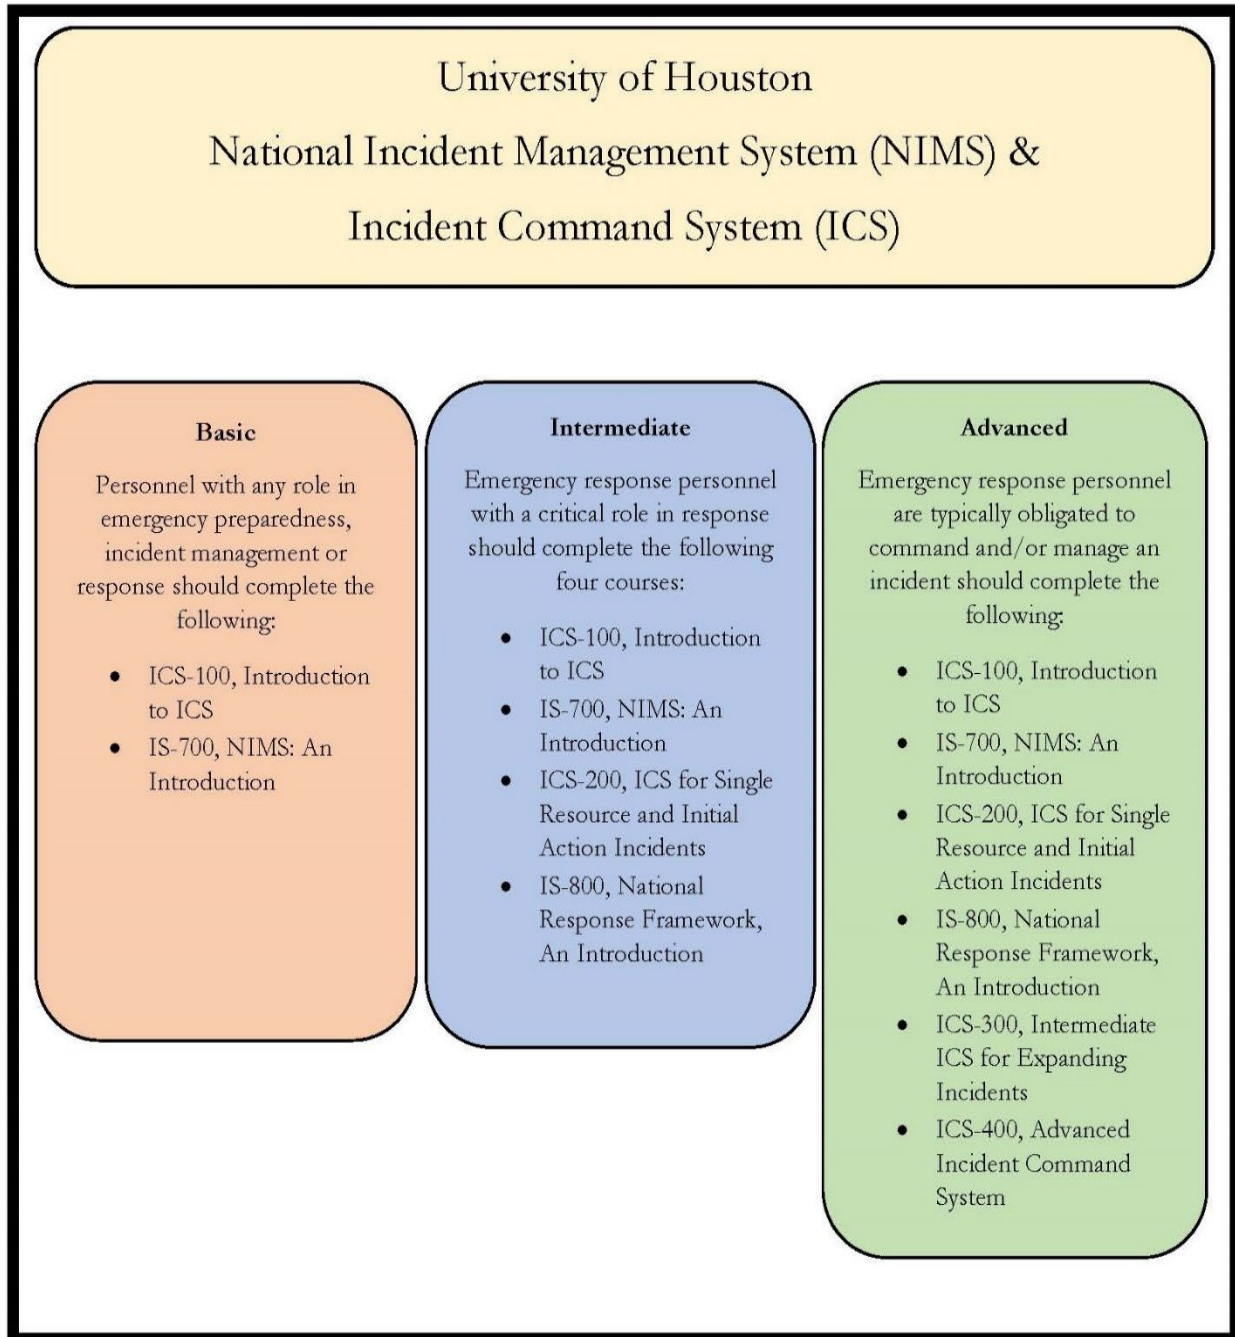 University of Houston
National Incident Management System (NIMS) &
Incident Command System (ICS)
Basic
Personnel with any role in
emergency preparedness,
incident management or
response should complete the
following:
• ICS-100, Introduction
to ICS
• IS-700, NIMS: An
Introduction
Intermediate
Emergency response personnel
with a critical role in response
should complete the following
four courses:
• ICS-100, Introduction
to ICS
• IS-700, NIMS: An
Introduction
• ICS-200, ICS for Single
Resource and Initial
Action Incidents
• IS-800, National
Response Framework,
An Introduction
Advanced
Emergency response personnel
are typically obligated to
command and/or manage an
incident should complete the
following:
• ICS-100, Introduction
to ICS
• IS-700, NIMS: An
Introduction
• ICS-200, ICS for Single
Resource and Initial
Action Incidents
• IS-800, National
Response Framework,
An Introduction
• ICS-300, Intermediate
ICS for Expanding
Incidents
• ICS-400, Advanced
Incident Command
System